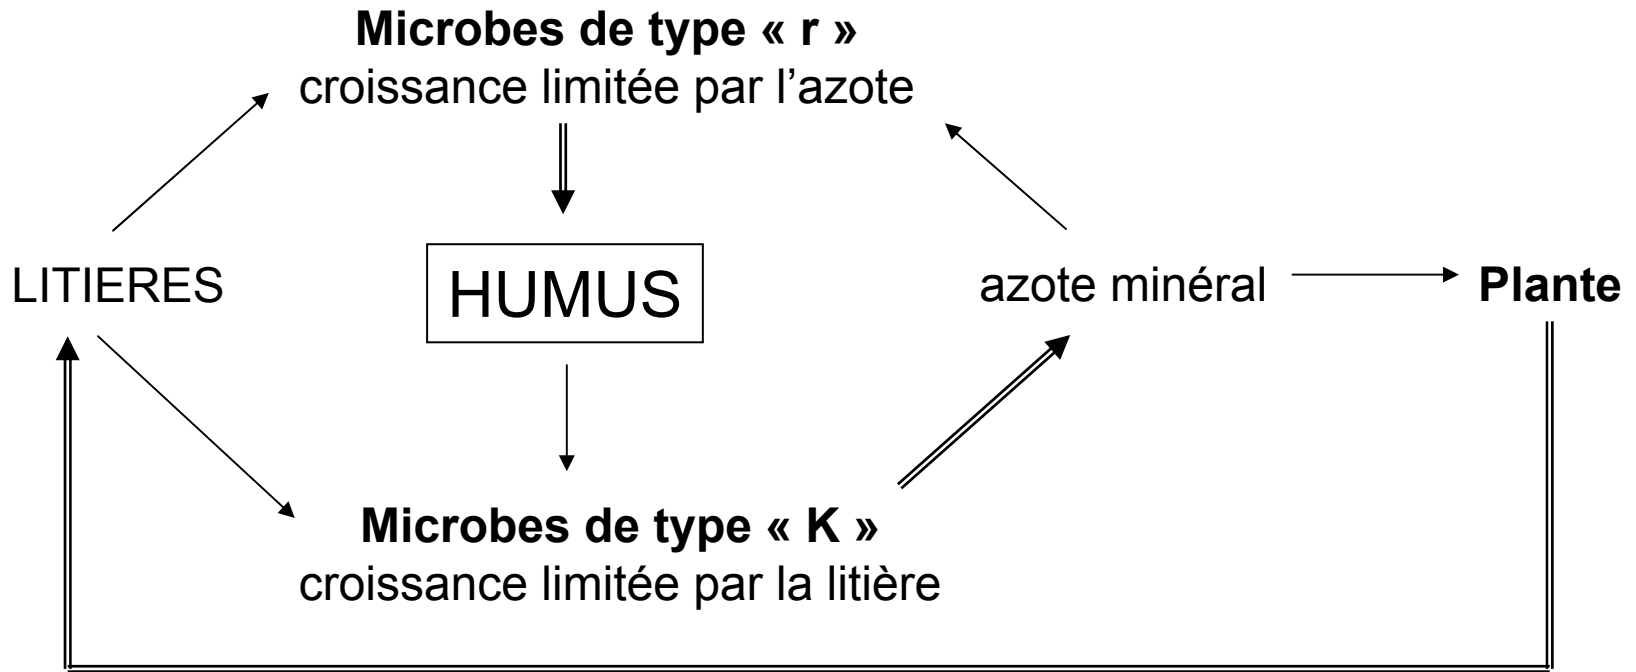 Microbes de type « r »
croissance limitée par l’azote
LITIERES
HUMUS
azote minéral
Plante
Microbes de type « K »
croissance limitée par la litière